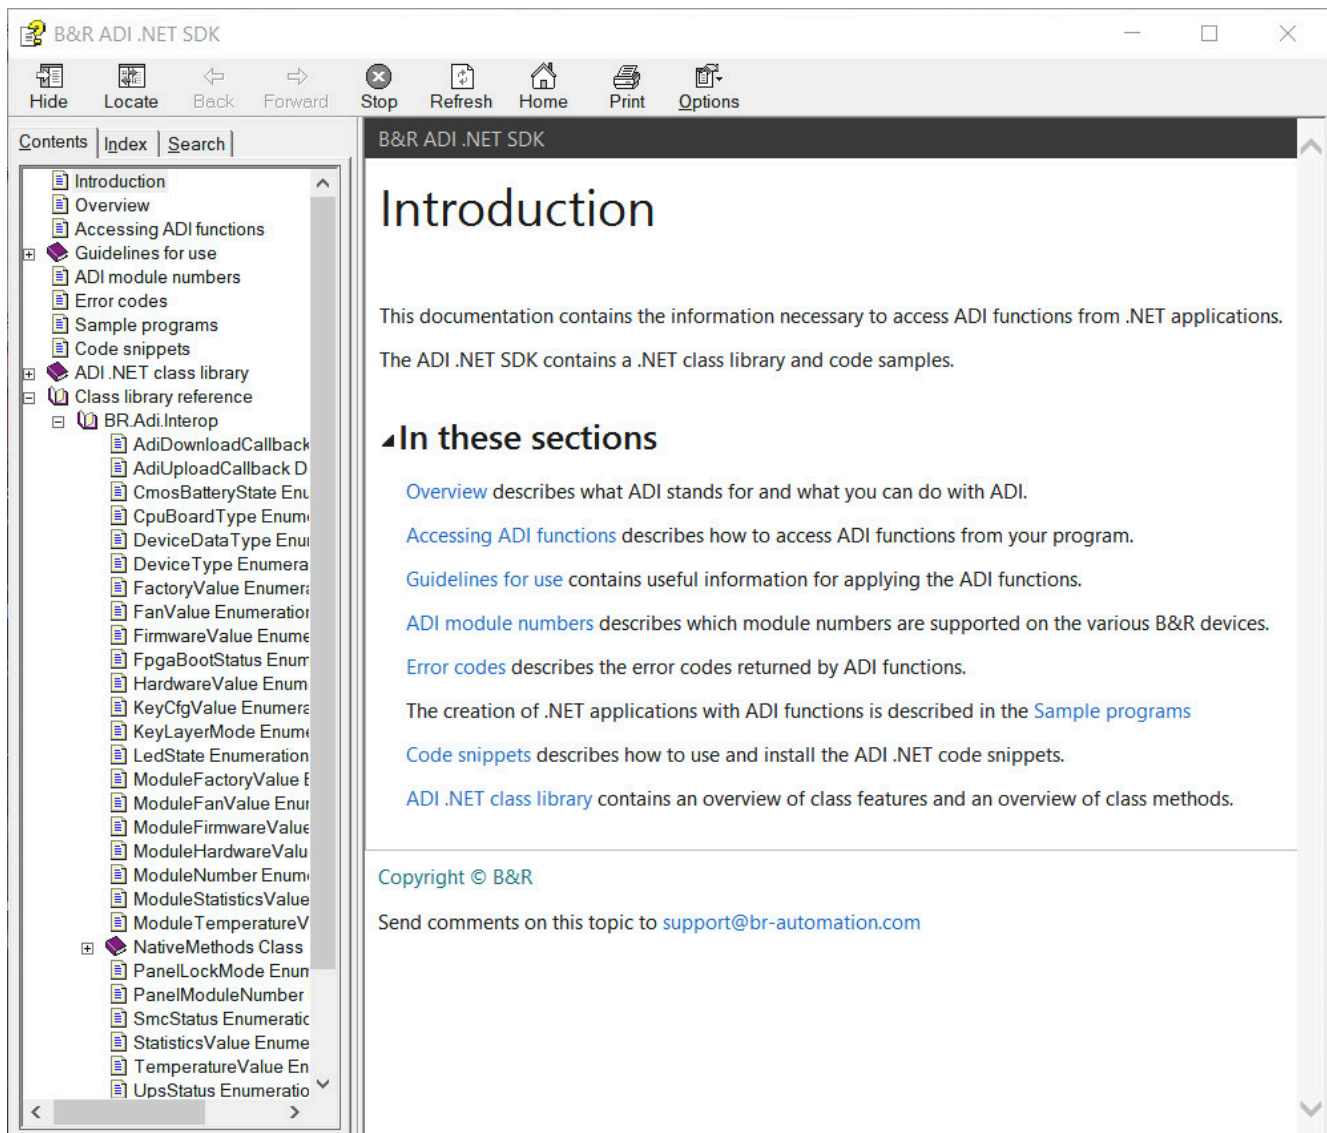 B&R ADI .NET SDK
Hide Locate Back Forward Stop Refresh Home Print Options
Contents Index Search
Introduction
Overview
Accessing ADI functions
Guidelines for use
ADI module numbers
Error codes
Sample programs
Code snippets
ADI .NET class library
Class library reference
BR.Adi.Interop
AdiDownloadCallback
AdiUploadCallback D
CmosBatteryState Enu
CpuBoardType Enum
DeviceDataType Enu
DeviceType Enumera
FactoryValue Enumer
FanValue Enumeration
FirmwareValue Enume
FpgaBootStatus Enum
HardwareValue Enum
KeyCfgValue Enumera
KeyLayerMode Enum
LedState Enumeration
ModuleFactoryValue E
ModuleFanValue Enu
ModuleFirmwareValue
ModuleHardwareValu
ModuleNumber Enum
ModuleStatisticsValue
ModuleTemperatureV
NativeMethods Class
PanelLockMode Enum
PanelModuleNumber
SmcStatus Enumeratio
StatisticsValue Enume
TemperatureValue En
UpsStatus Enumeratio
B&R ADI .NET SDK
Introduction
This documentation contains the information necessary to access ADI functions from .NET applications.
The ADI .NET SDK contains a .NET class library and code samples.
In these sections
Overview describes what ADI stands for and what you can do with ADI.
Accessing ADI functions describes how to access ADI functions from your program.
Guidelines for use contains useful information for applying the ADI functions.
ADI module numbers describes which module numbers are supported on the various B&R devices.
Error codes describes the error codes returned by ADI functions.
The creation of .NET applications with ADI functions is described in the Sample programs
Code snippets describes how to use and install the ADI .NET code snippets.
ADI .NET class library contains an overview of class features and an overview of class methods.
Copyright © B&R
Send comments on this topic to support@br-automation.com